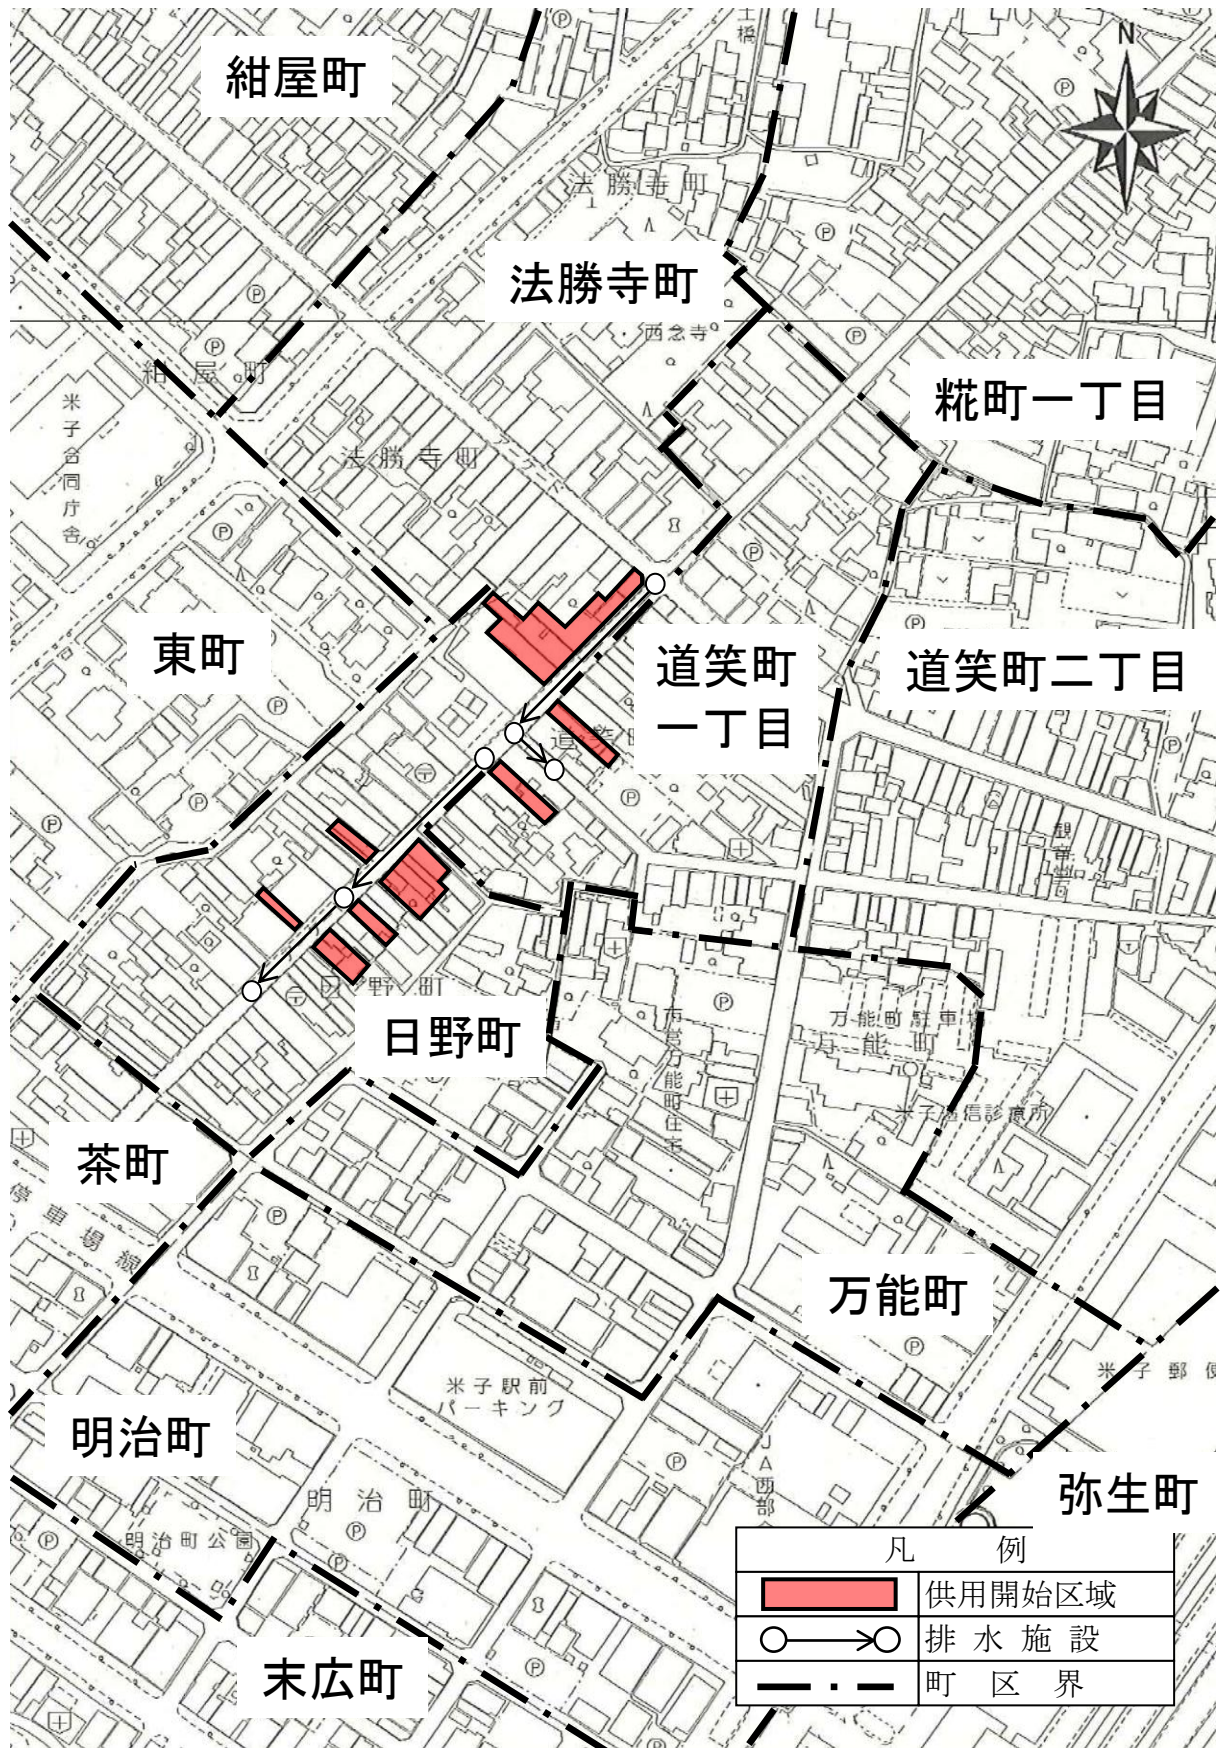 土橋
N
紺屋町
法勝寺町
法勝寺町
西念寺
紺屋町
糀町一丁目
米子合同庁舎
法勝寺町
東町
道笑町
一丁目
道笑町二丁目
日野町
日野町
万能町駐車場
万能町
市営万能町住宅
米子逓信診療所
茶町
停車場線
万能町
米子駅前
パーキング
米子郵便
明治町
JA西部
弥生町
明治町
明治町公園
末広町
凡例
供用開始区域
排水施設
町区界